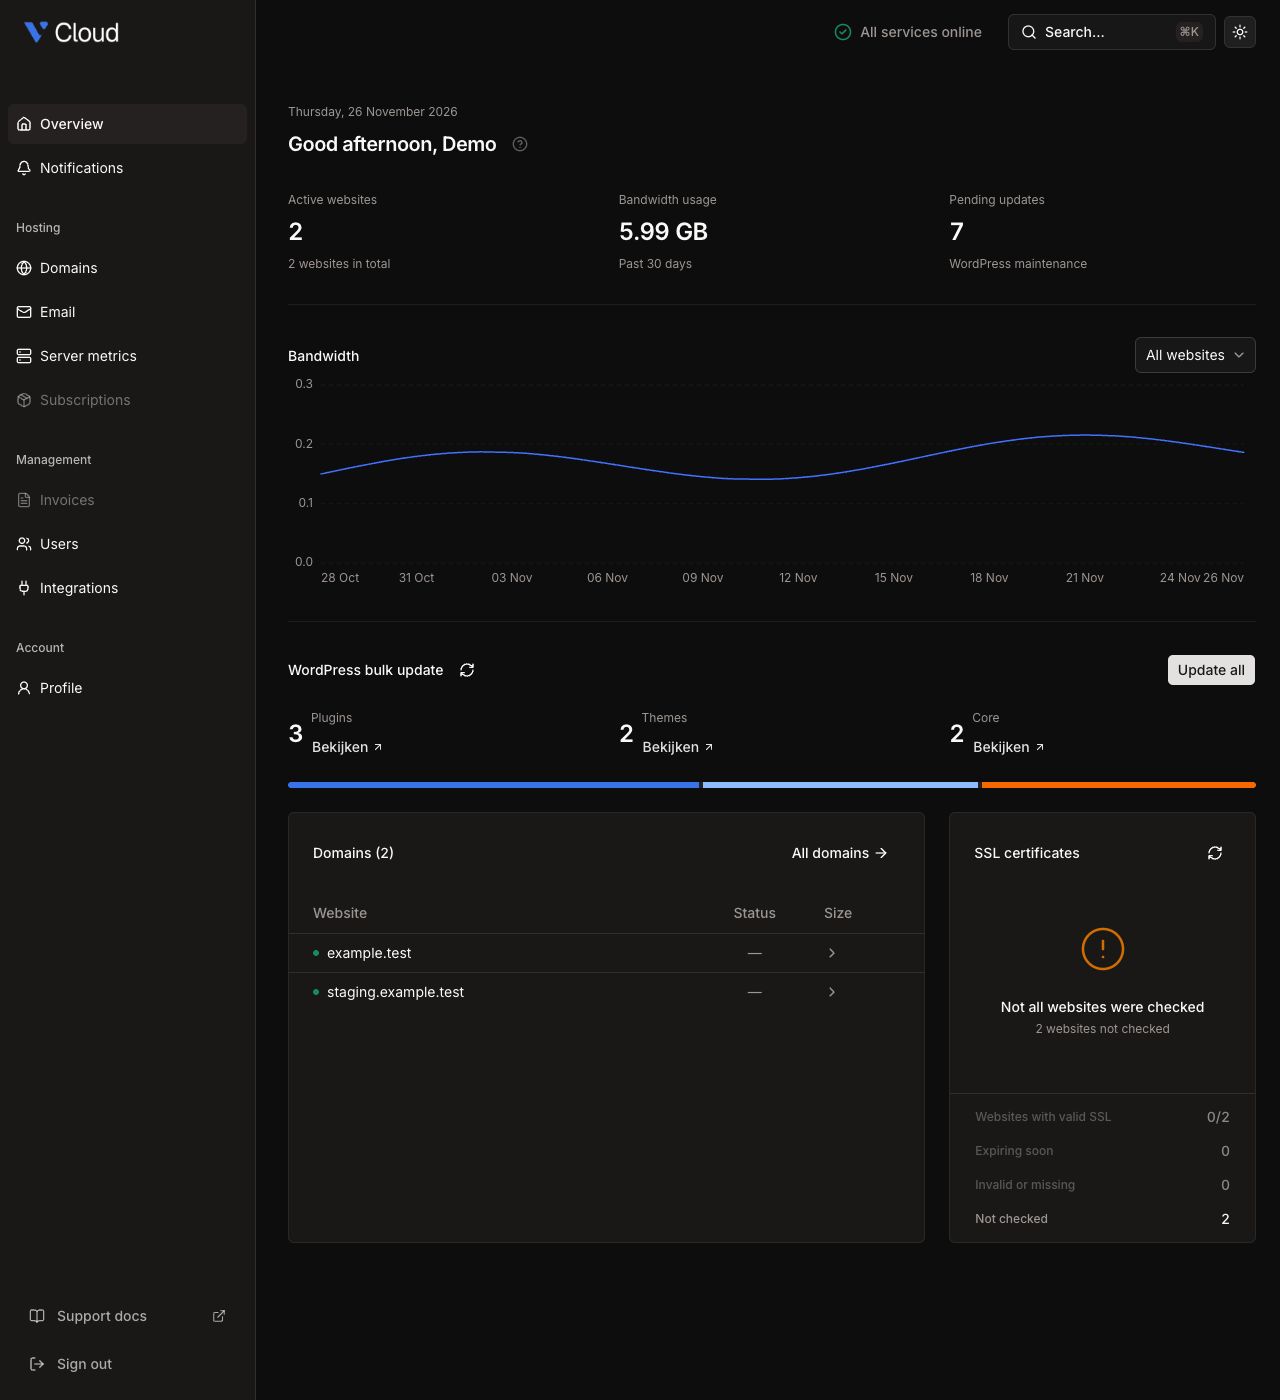 Cloud
All services online
Search...
⌘K
Overview
Notifications
Hosting
Domains
Email
Server metrics
Subscriptions
Management
Invoices
Users
Integrations
Account
Profile
Support docs
Sign out
Thursday, 26 November 2026
Good afternoon, Demo
Active websites
2
2 websites in total
Bandwidth usage
5.99 GB
Past 30 days
Pending updates
7
WordPress maintenance
Bandwidth
All websites
0.3
0.2
0.1
0.0
28 Oct 31 Oct 03 Nov 06 Nov 09 Nov 12 Nov 15 Nov 18 Nov 21 Nov 24 Nov 26 Nov
WordPress bulk update
Update all
3
Plugins
Bekijken
2
Themes
Bekijken
2
Core
Bekijken
Domains (2)
All domains
Website Status Size
example.test —
staging.example.test —
SSL certificates
Not all websites were checked
2 websites not checked
Websites with valid SSL 0/2
Expiring soon 0
Invalid or missing 0
Not checked 2